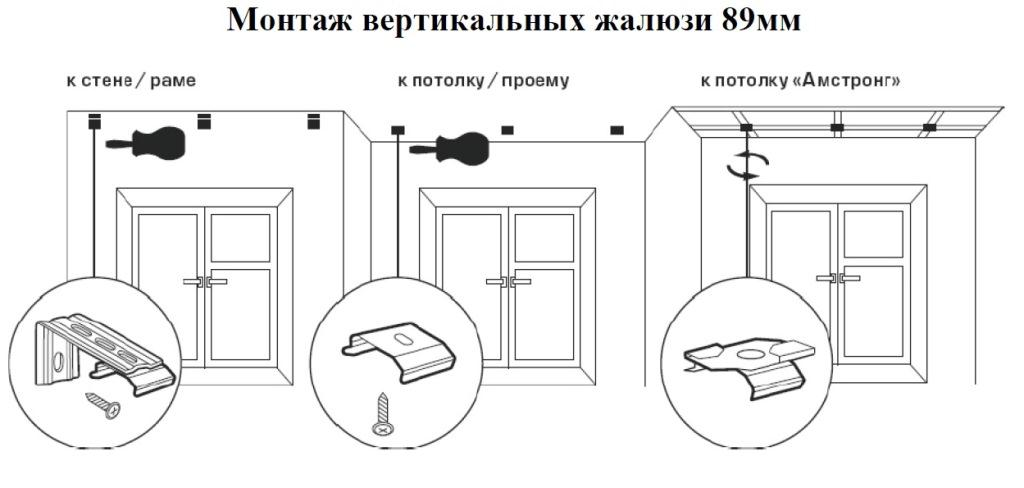 Монтаж вертикальных жалюзи 89мм
к стене / раме
к потолку / проему
к потолку «Амстронг»